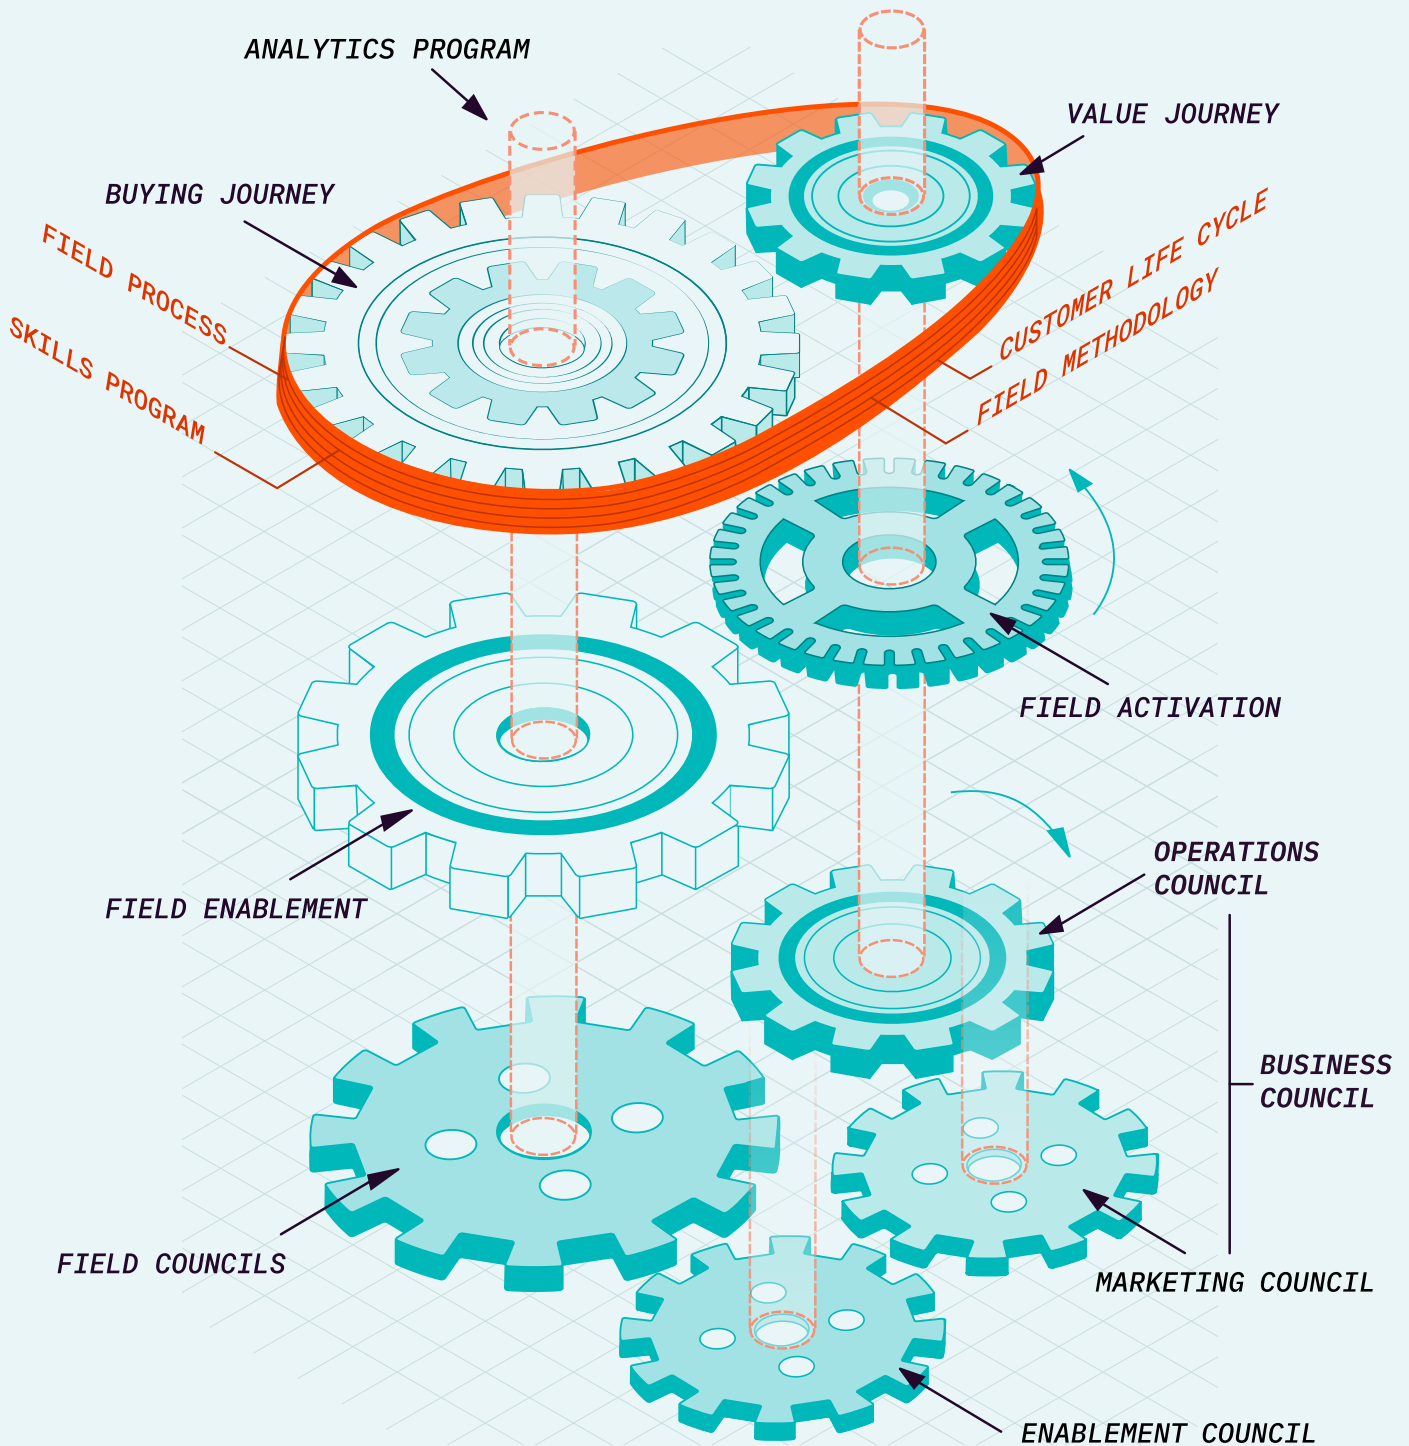 ANALYTICS PROGRAM
VALUE JOURNEY
BUYING JOURNEY
FIELD PROCESS
SKILLS PROGRAM
CUSTOMER LIFE CYCLE
FIELD METHODOLOGY
FIELD ACTIVATION
OPERATIONS
COUNCIL
FIELD ENABLEMENT
BUSINESS
COUNCIL
FIELD COUNCILS
MARKETING COUNCIL
ENABLEMENT COUNCIL